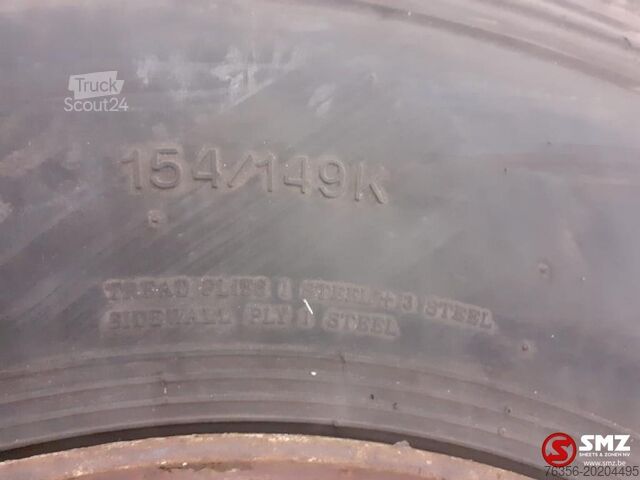 Truck
Scout24
154/149K
TREAD PLIES 1 STEEL + 3 STEEL
SIDEWALL PLY 1 STEEL
SMZ
SMEETS & ZONEN MV
www.smz.be
76356-20204495